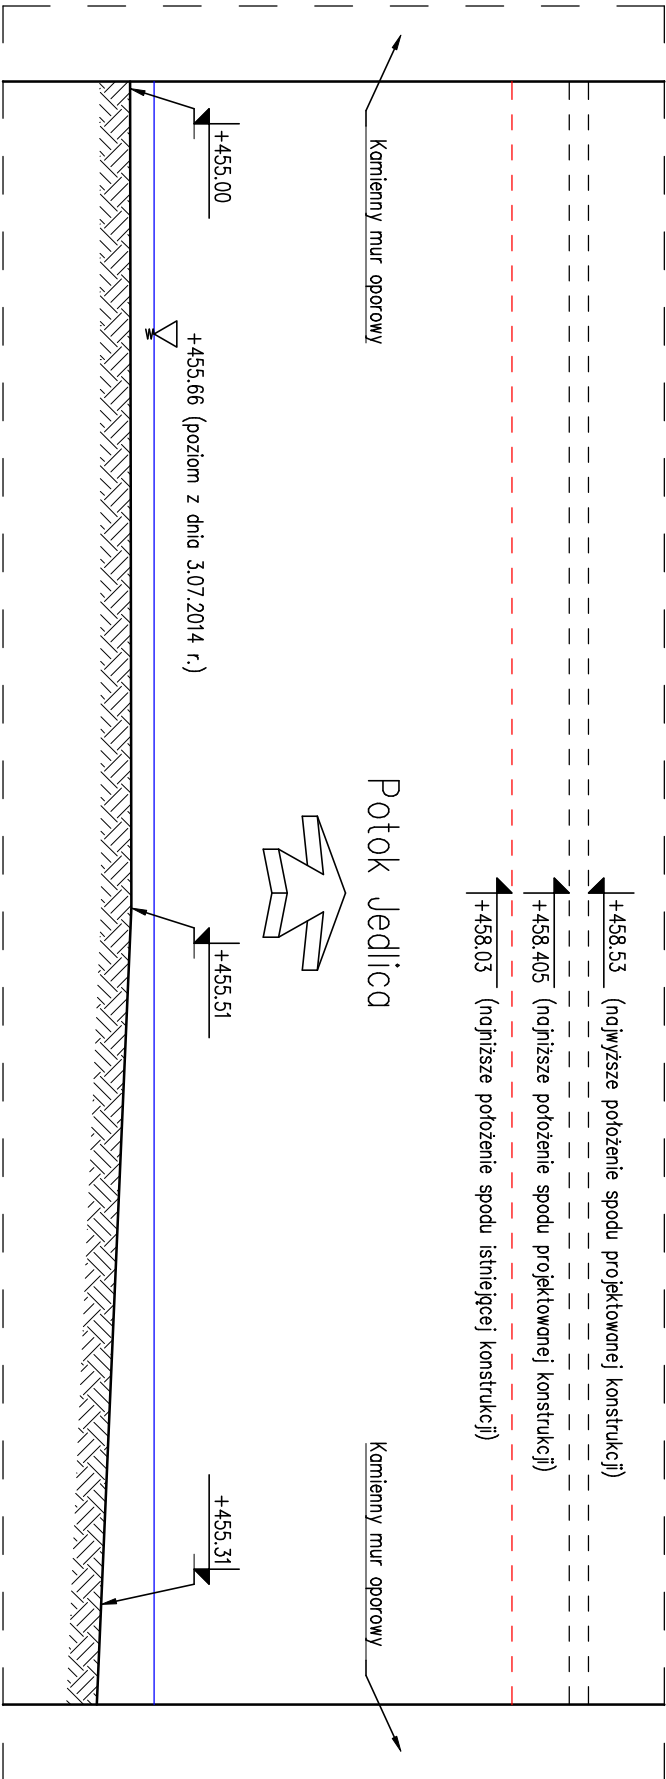 +458.53 (najwyższe położenie spodu projektowanej konstrukcji)
+458.405 (najniższe położenie spodu projektowanej konstrukcji)
+458.03 (najniższe położenie spodu istniejącej konstrukcji)
Kamienny mur oporowy
Potok Jedlica
Kamienny mur oporowy
+455.00
+455.66 (poziom z dnia 3.07.2014 r.)
+455.51
+455.31